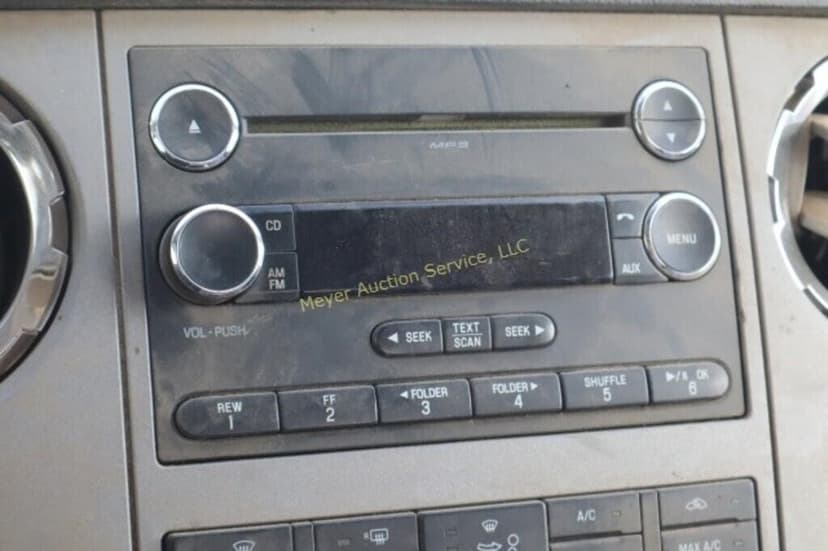 MP3
CD
MENU
AM
FM
AUX
Meyer Auction Service, LLC
VOL - PUSH
◄ SEEK TEXT SCAN SEEK ►
REW 1
FF 2
◄ FOLDER 3
FOLDER ► 4
SHUFFLE 5
►/II OK 6
A/C
R
MAX A/C